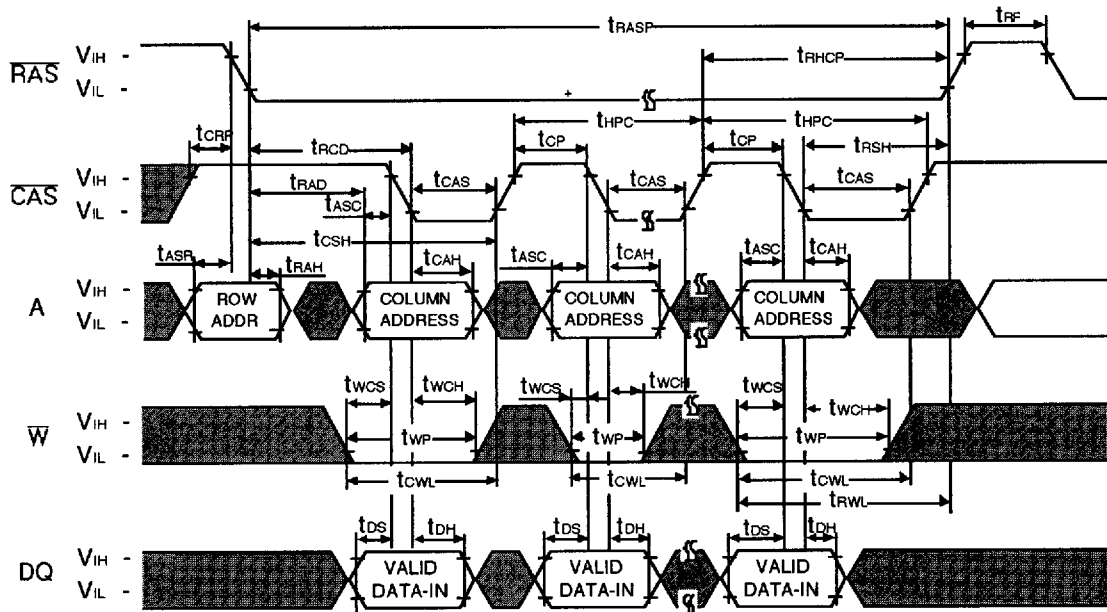 tRASP
tRF
RAS
VIH -
VIL -
tRHCP
tHPC
tHPC
tCRP
tRCD
tCP
tCP
tRSH
CAS
VIH -
VIL -
tRAD
tCAS
tCAS
tCAS
tASC
tCSH
tASR
tRAH
tCAH
tASC
tCAH
tASC
tCAH
A
VIH -
VIL -
ROW
ADDR
COLUMN
ADDRESS
COLUMN
ADDRESS
COLUMN
ADDRESS
tWCS
tWCH
tWCS
tWCH
tWCS
tWCH
W
VIH -
VIL -
tWP
tWP
tWP
tCWL
tCWL
tCWL
tRWL
tDS
tDH
tDS
tDH
tDS
tDH
DQ
VIH -
VIL -
VALID
DATA-IN
VALID
DATA-IN
VALID
DATA-IN